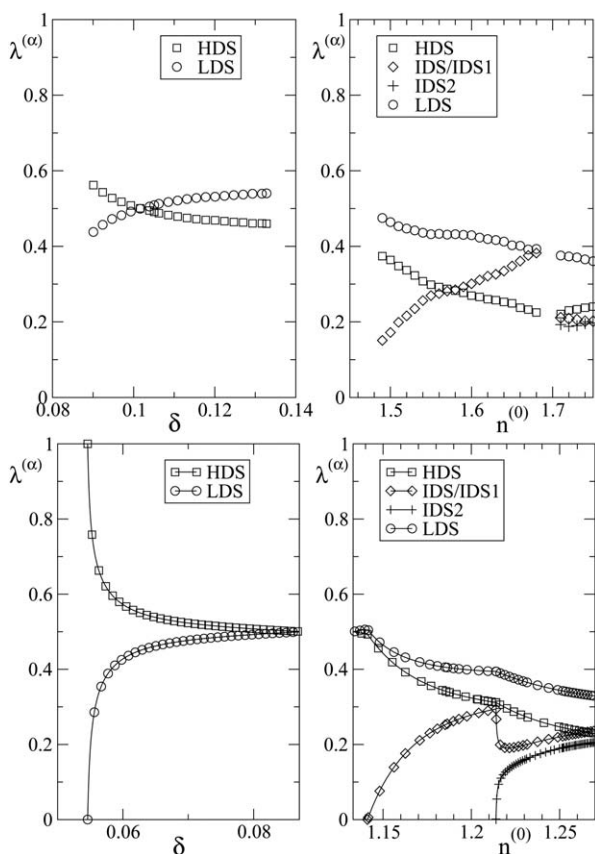 1
λ^(α)
HDS
LDS
0.8
0.6
0.4
0.2
0
0.08
0.1
0.12
0.14
δ
1
λ^(α)
HDS
IDS/IDS1
IDS2
LDS
0.8
0.6
0.4
0.2
0
1.5
1.6
1.7
n^(0)
1
λ^(α)
HDS
LDS
0.8
0.6
0.4
0.2
0
0.06
0.08
δ
1
λ^(α)
HDS
IDS/IDS1
IDS2
LDS
0.8
0.6
0.4
0.2
0
1.15
1.2
1.25
n^(0)